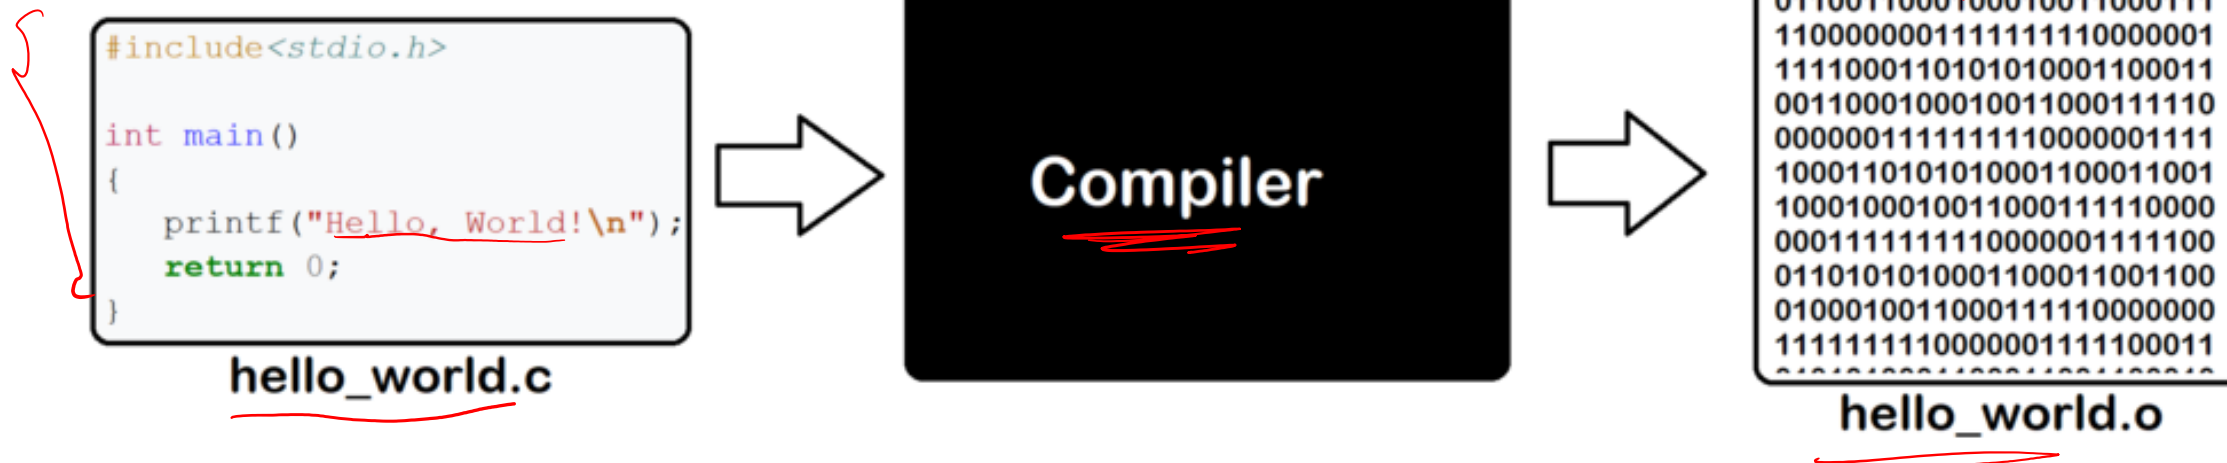 #include<stdio.h>
int main()
{
printf("Hello, World!\n");
return 0;
}
hello_world.c
Compiler
1100000001111111110000001
1111000110101010001100011
0011000100010011000111110
0000001111111110000001111
1000110101010001100011001
1000100010011000111110000
0001111111110000001111100
0110101010001100011001100
0100010011000111110000000
1111111110000001111100011
hello_world.o